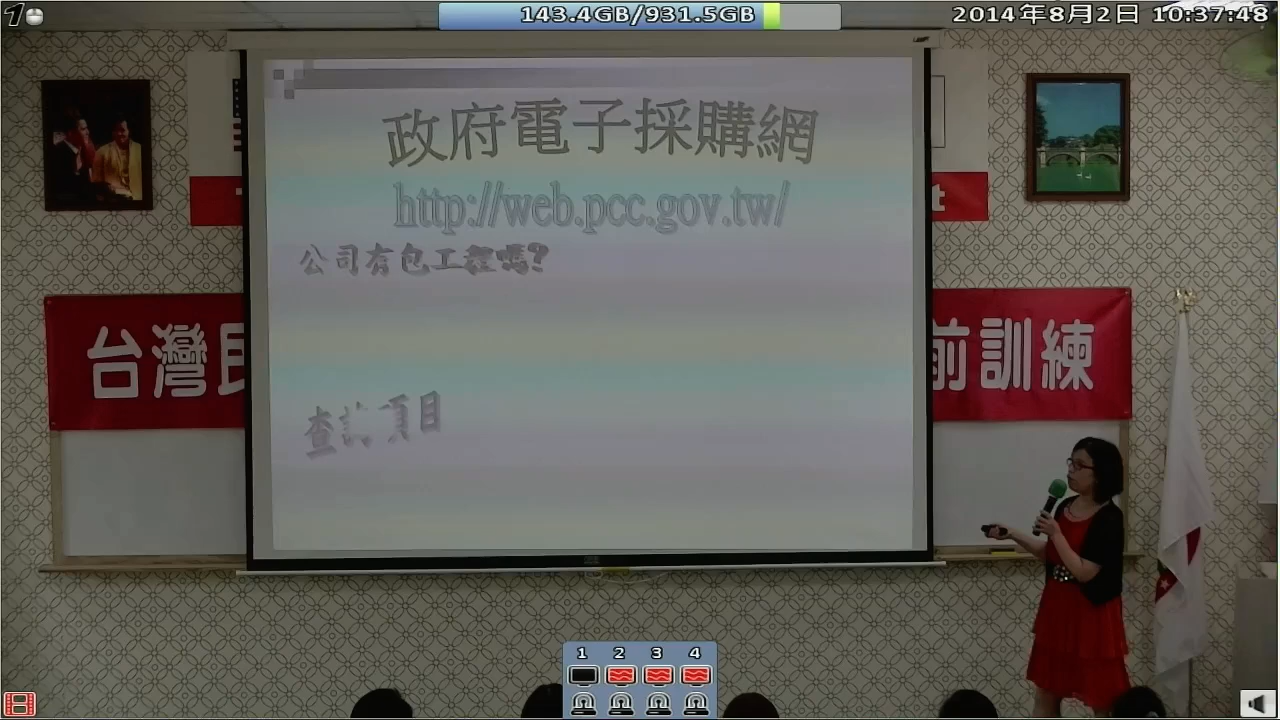 1
143.4GB/931.5GB
2014年8月2日 10:37:48
政府電子採購網
http://web.pcc.gov.tw/
公司有包工程嗎?
查詢項目
t
台灣民
前訓練
1 2 3 4